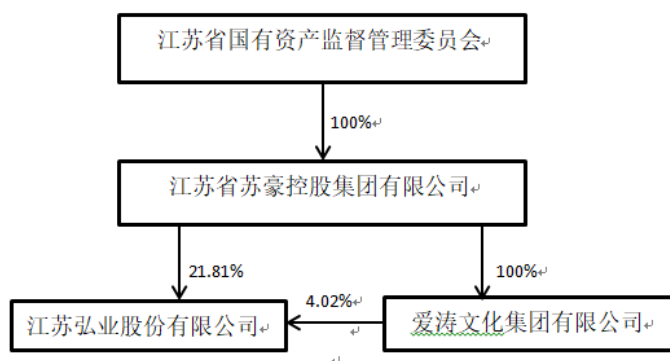 江苏省国有资产监督管理委员会
100%
江苏省苏豪控股集团有限公司
21.81%
100%
4.02%
江苏弘业股份有限公司
爱涛文化集团有限公司